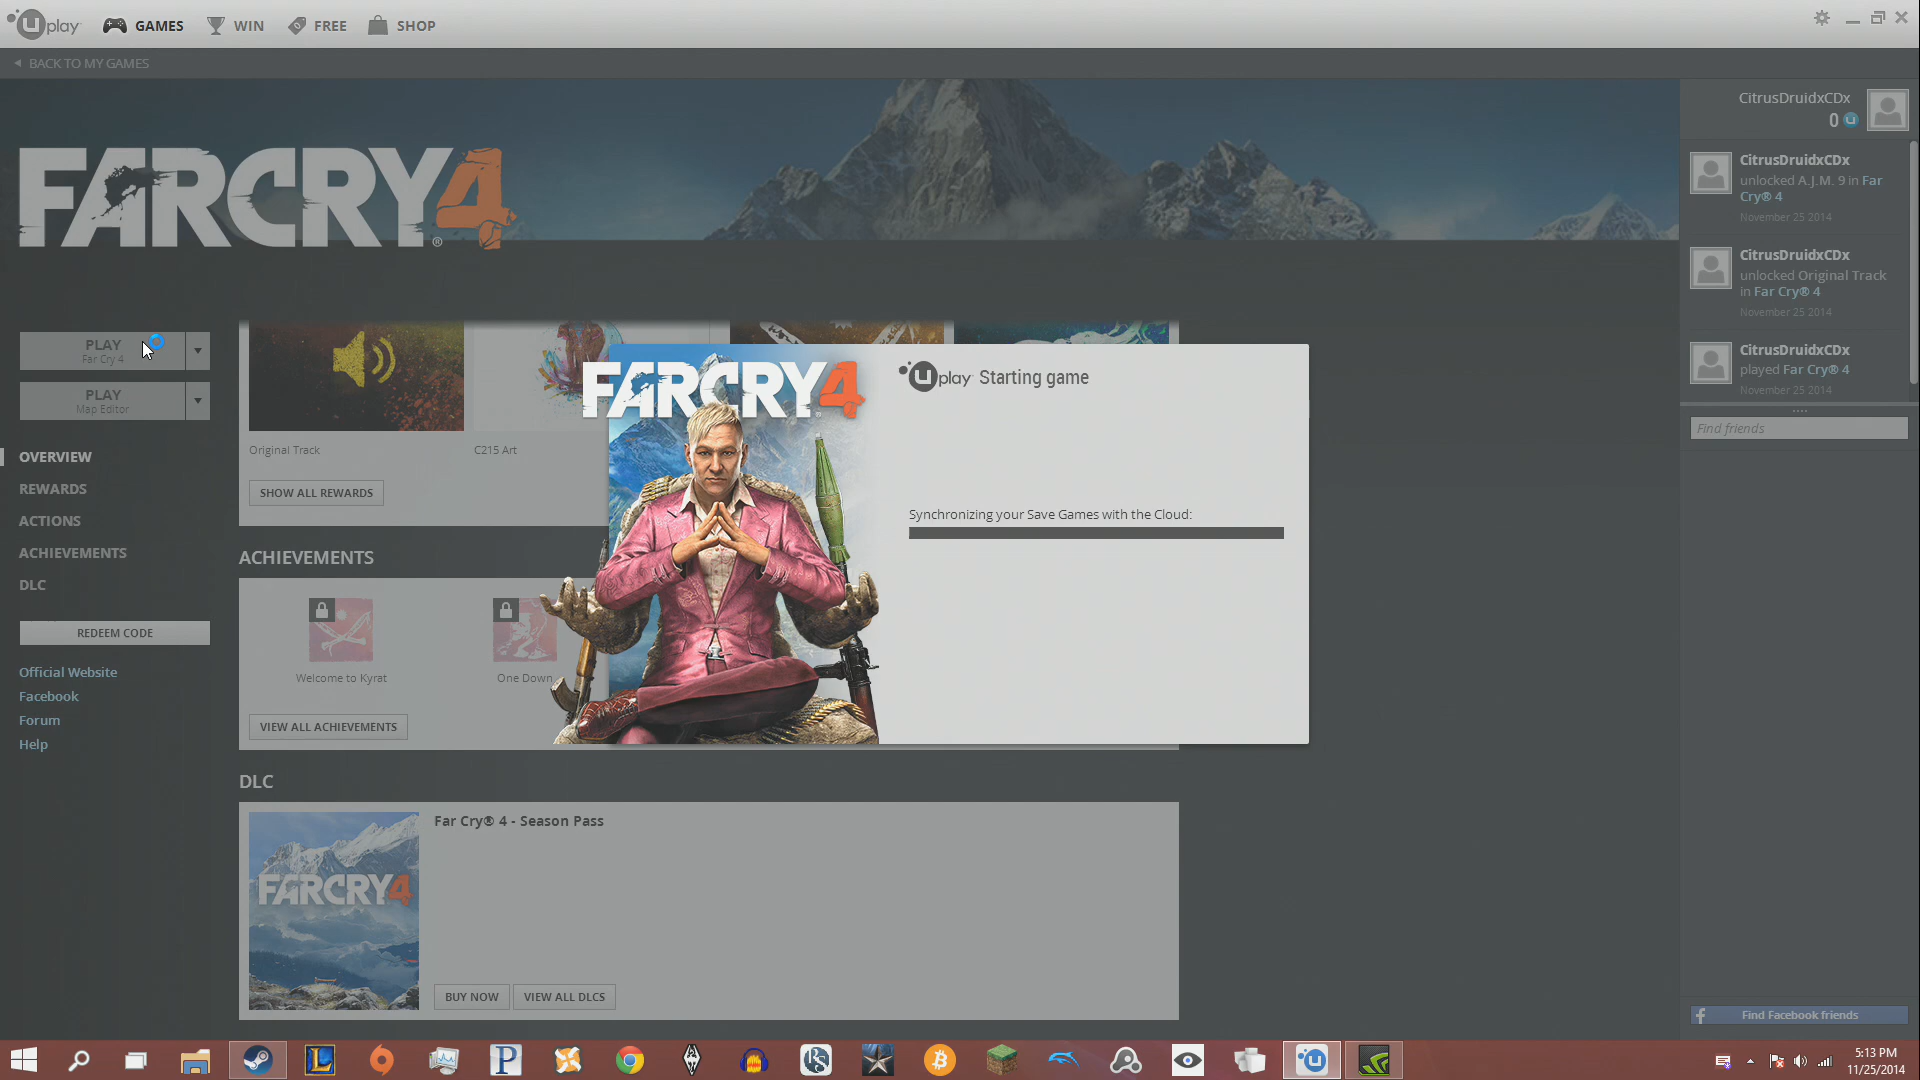 uplay GAMES WIN FREE SHOP
BACK TO MY GAMES
FARCRY4
®
CitrusDruidxCDx
0
CitrusDruidxCDx
unlocked A.J.M. 9 in Far
Cry® 4
November 25 2014
CitrusDruidxCDx
unlocked Original Track
in Far Cry® 4
November 25 2014
CitrusDruidxCDx
played Far Cry® 4
November 25 2014
Find friends
PLAY
Far Cry 4
PLAY
Map Editor
OVERVIEW
REWARDS
ACTIONS
ACHIEVEMENTS
DLC
REDEEM CODE
Official Website
Facebook
Forum
Help
Original Track
C215 Art
SHOW ALL REWARDS
FARCRY4
uplay Starting game
Synchronizing your Save Games with the Cloud:
ACHIEVEMENTS
Welcome to Kyrat
One Down
VIEW ALL ACHIEVEMENTS
DLC
FARCRY4
Far Cry® 4 - Season Pass
BUY NOW
VIEW ALL DLCS
Find Facebook friends
5:13 PM
11/25/2014